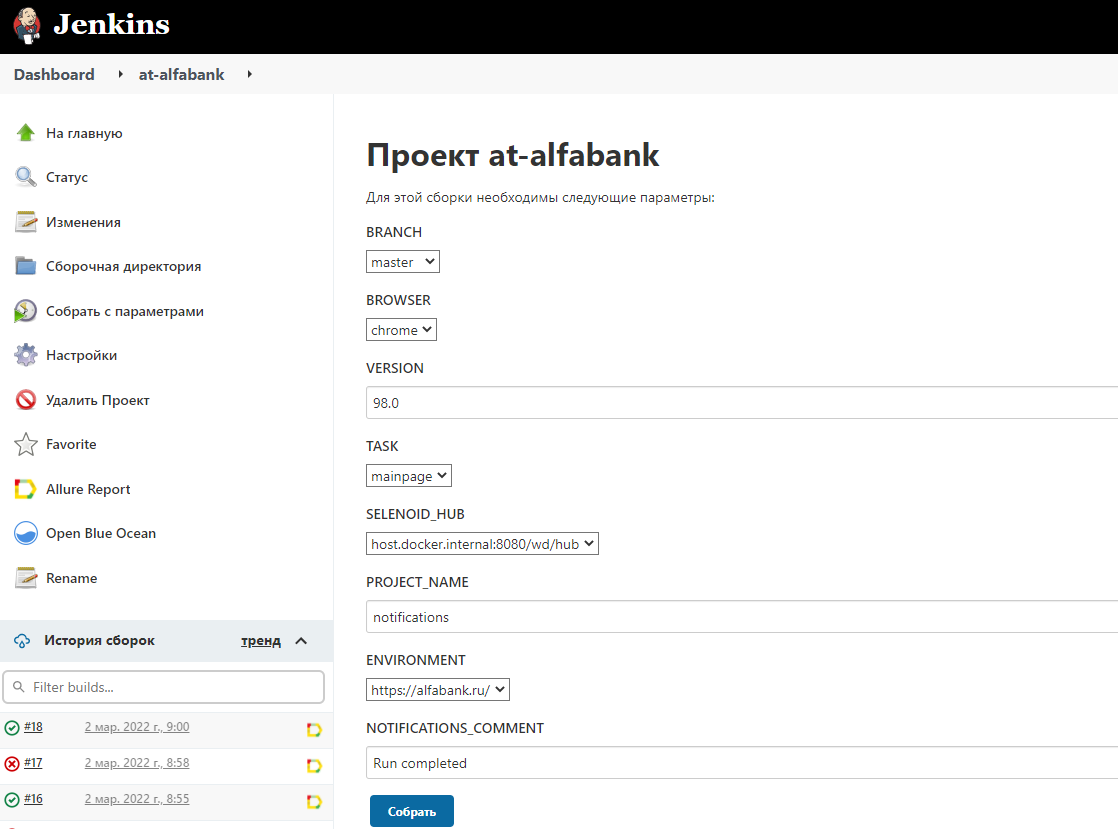 Jenkins
Dashboard
at-alfabank
На главную
Статус
Изменения
Сборочная директория
Собрать с параметрами
Настройки
Удалить Проект
Favorite
Allure Report
Open Blue Ocean
Rename
История сборок
тренд
Filter builds...
#18 2 мар. 2022 г., 9:00
#17 2 мар. 2022 г., 8:58
#16 2 мар. 2022 г., 8:55
Проект at-alfabank
Для этой сборки необходимы следующие параметры:
BRANCH
master
BROWSER
chrome
VERSION
98.0
TASK
mainpage
SELENOID_HUB
host.docker.internal:8080/wd/hub
PROJECT_NAME
notifications
ENVIRONMENT
https://alfabank.ru/
NOTIFICATIONS_COMMENT
Run completed
Собрать